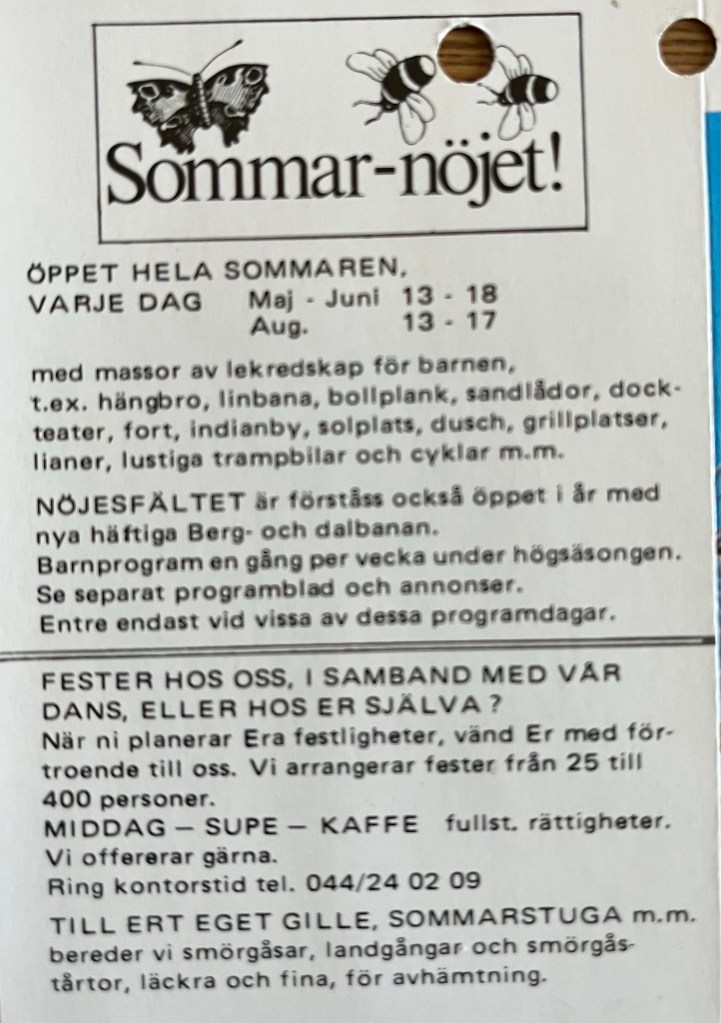 Sommar-nöjet!
ÖPPET HELA SOMMAREN,
VARJE DAG Maj - Juni 13 - 18
Aug. 13 - 17
med massor av lekredskap för barnen,
t.ex. hängbro, linbana, bollplank, sandlådor, dock-
teater, fort, indianby, solplats, dusch, grillplatser,
lianer, lustiga trampbilar och cyklar m.m.
NÖJESFÄLTET är förståss också öppet i år med
nya häftiga Berg- och dalbanan.
Barnprogram en gång per vecka under högsäsongen.
Se separat programblad och annonser.
Entre endast vid vissa av dessa programdagar.
FESTER HOS OSS, I SAMBAND MED VÅR
DANS, ELLER HOS ER SJÄLVA ?
När ni planerar Era festligheter, vänd Er med för-
troende till oss. Vi arrangerar fester från 25 till
400 personer.
MIDDAG – SUPE – KAFFE fullst. rättigheter.
Vi offererar gärna.
Ring kontorstid tel. 044/24 02 09
TILL ERT EGET GILLE, SOMMARSTUGA m.m.
bereder vi smörgåsar, landgångar och smörgås-
tårtor, läckra och fina, för avhämtning.